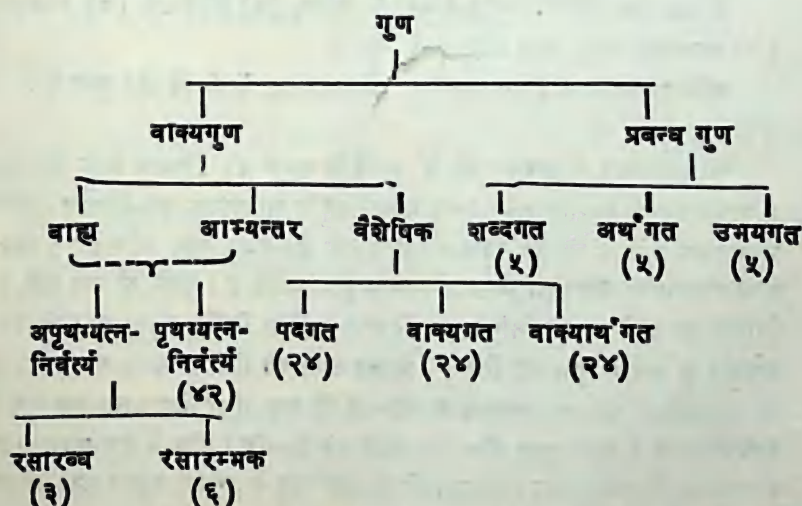 गुण
वाक्यगुण प्रबन्ध गुण
बाह्य आभ्यन्तर वैशेषिक शब्दगत अर्थगत उभयगत
(५) (५) (५)
अपृथग्यत्न- पृथग्यत्न- पदगत वाक्यगत वाक्यार्थगत
निर्वर्त्य निर्वर्त्य (२४) (२४) (२४)
(४२)
रसारब्ध रसारम्भक
(३) (६)